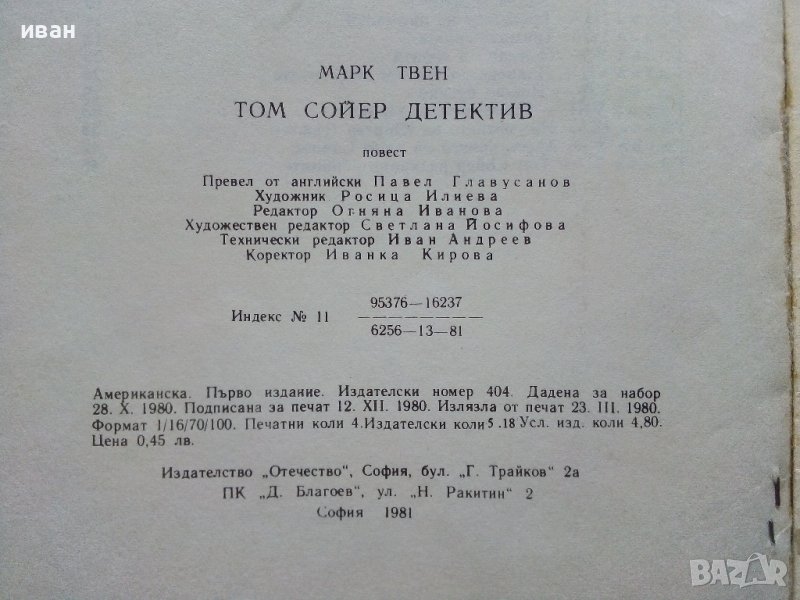 иван
МАРК ТВЕН
ТОМ СОЙЕР ДЕТЕКТИВ
повест
Превел от английски Павел Главусанов
Художник Росица Илиева
Редактор Огняна Иванова
Художествен редактор Светлана Йосифова
Технически редактор Иван Андреев
Коректор Иванка Кирова
95376—16237
Индекс № 11 ————————
6256—13—81
Американска. Първо издание. Издателски номер 404. Дадена за набор
28. X. 1980. Подписана за печат 12. XII. 1980. Излязла от печат 23. III. 1980.
Формат 1/16/70/100. Печатни коли 4.Издателски коли 5.18 Усл. изд. коли 4,80.
Цена 0,45 лв.
Издателство „Отечество", София, бул. „Г. Трайков" 2а
ПК „Д. Благоев", ул. „Н. Ракитин" 2
София 1981
BAZAR